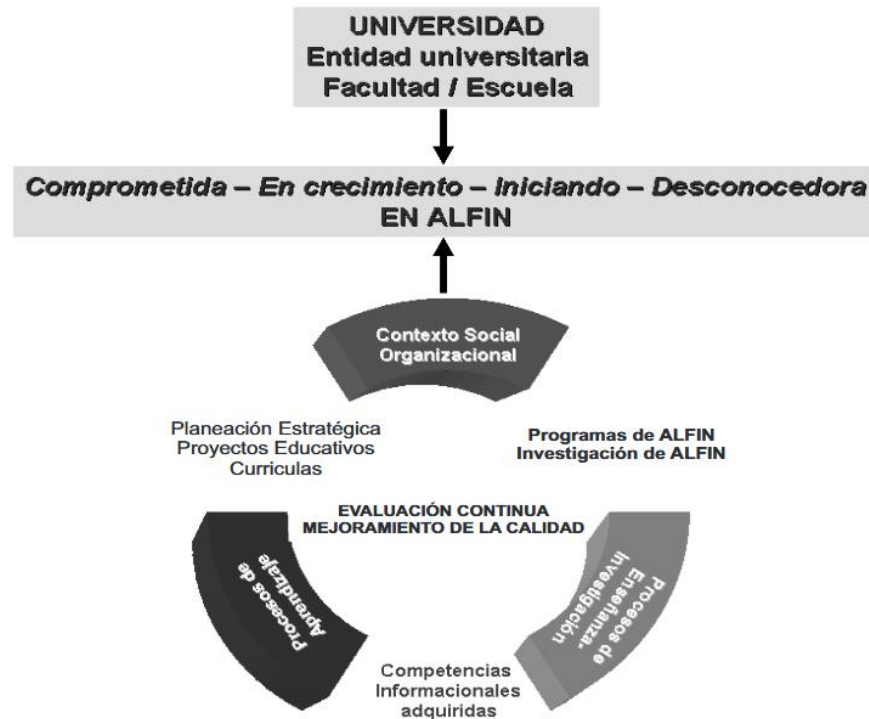 UNIVERSIDAD
Entidad universitaria
Facultad / Escuela
Comprometida – En crecimiento – Iniciando – Desconocedora
EN ALFIN
Contexto Social
Organizacional
Planeación Estratégica
Proyectos Educativos
Curriculas
Programas de ALFIN
Investigación de ALFIN
EVALUACIÓN CONTINUA
MEJORAMIENTO DE LA CALIDAD
Procesos de
Aprendizaje
Procesos de
Enseñanza-
Investigación
Competencias
Informacionales
adquiridas